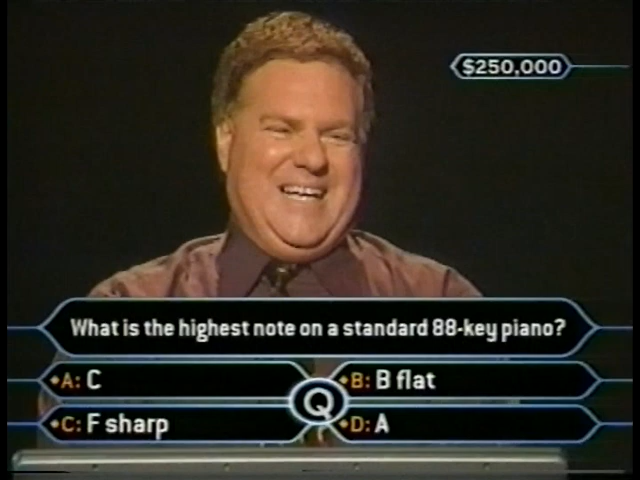 $250,000
What is the highest note on a standard 88-key piano?
A: C
B: B flat
Q
C: F sharp
D: A